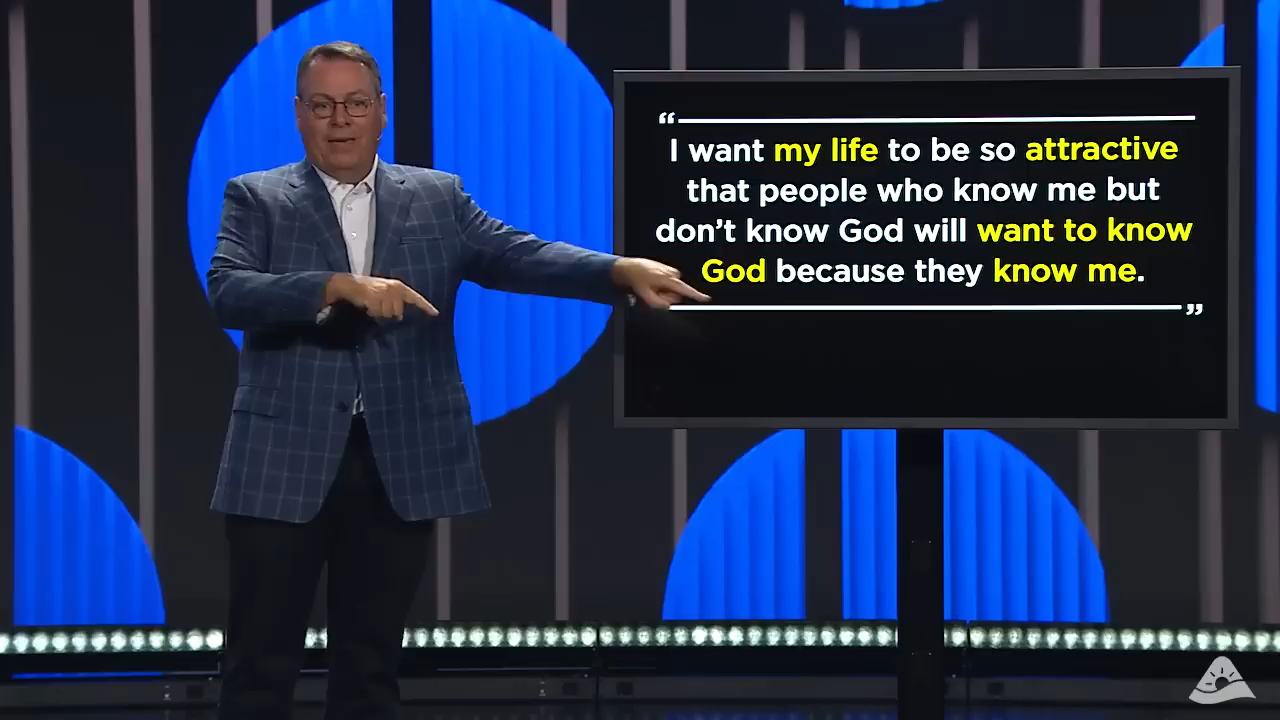 “
I want my life to be so attractive
that people who know me but
don’t know God will want to know
God because they know me.
”